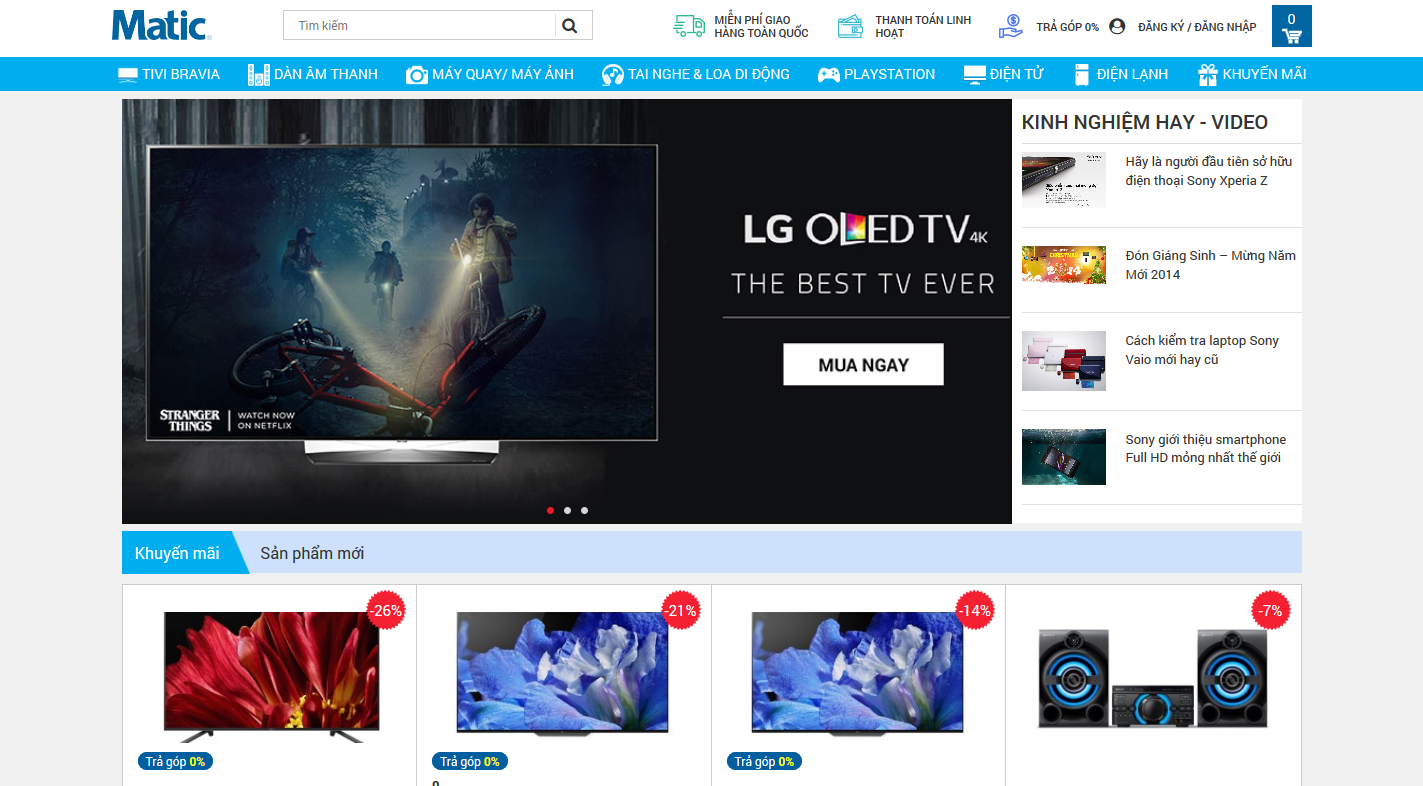 Matic
Tìm kiếm
MIỄN PHÍ GIAO
HÀNG TOÀN QUỐC
THANH TOÁN LINH
HOẠT
TRẢ GÓP 0%
ĐĂNG KÝ / ĐĂNG NHẬP
0
TIVI BRAVIA
DÀN ÂM THANH
MÁY QUAY/ MÁY ẢNH
TAI NGHE & LOA DI ĐỘNG
PLAYSTATION
ĐIỆN TỬ
ĐIỆN LẠNH
KHUYẾN MÃI
LG OLED TV 4K
THE BEST TV EVER
MUA NGAY
STRANGER
THINGS
WATCH NOW
ON NETFLIX
KINH NGHIỆM HAY - VIDEO
Hãy là người đầu tiên sở hữu
điện thoại Sony Xperia Z
CHRISTMAS
Đón Giáng Sinh – Mừng Năm
Mới 2014
Cách kiểm tra laptop Sony
Vaio mới hay cũ
Sony giới thiệu smartphone
Full HD mỏng nhất thế giới
Khuyến mãi
Sản phẩm mới
-26%
-21%
-14%
-7%
Trả góp 0%
Trả góp 0%
Trả góp 0%